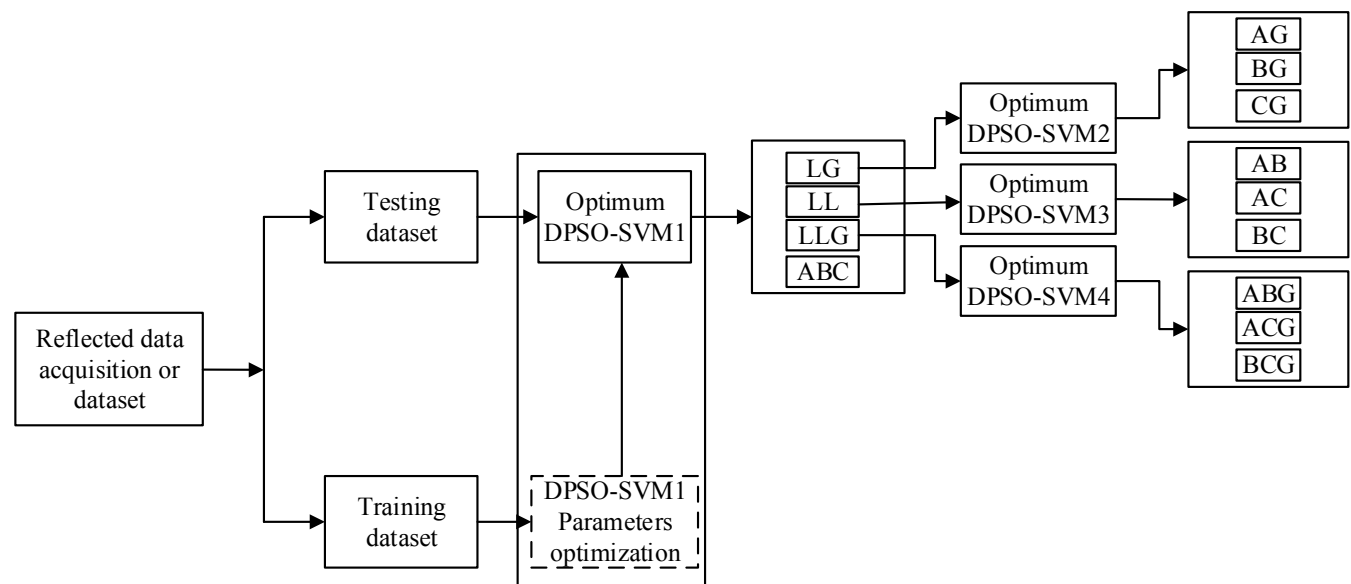 Reflected data
acquisition or
dataset
Testing
dataset
Training
dataset
Optimum
DPSO-SVM1
DPSO-SVM1
Parameters
optimization
LG
LL
LLG
ABC
Optimum
DPSO-SVM2
Optimum
DPSO-SVM3
Optimum
DPSO-SVM4
AG
BG
CG
AB
AC
BC
ABG
ACG
BCG